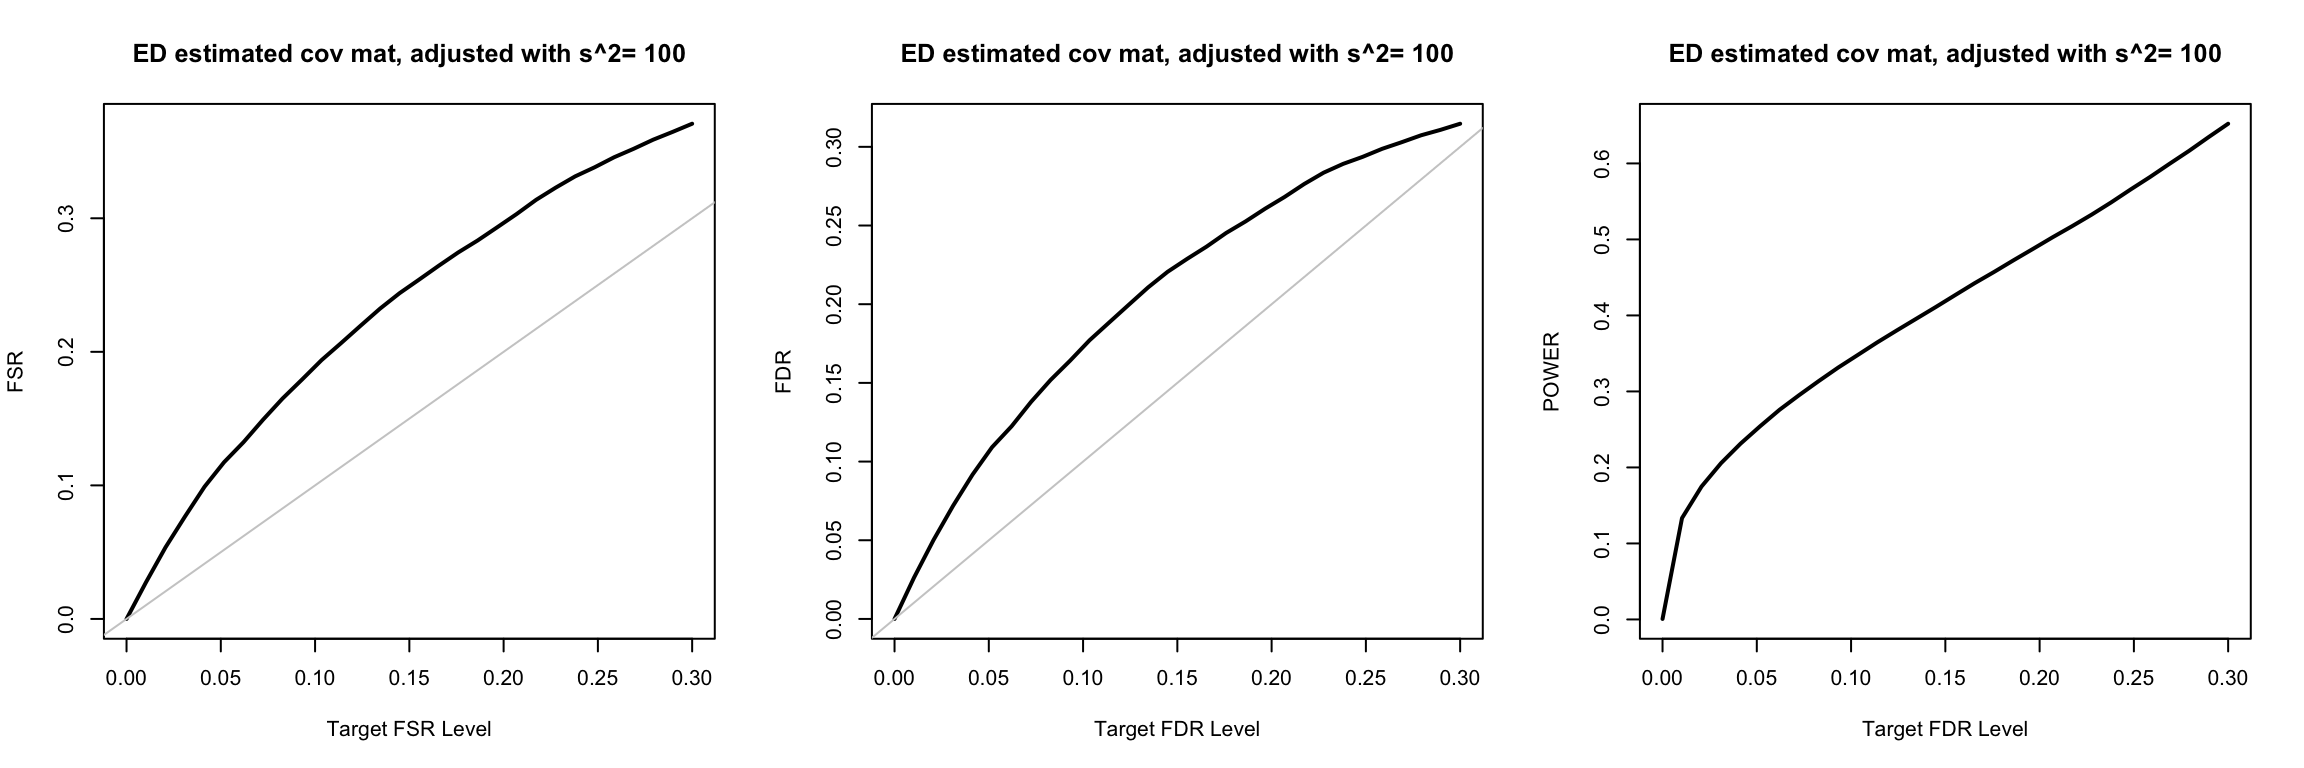 ED estimated cov mat, adjusted with s^2= 100
FSR
0.3
0.2
0.1
0.0
0.00 0.05 0.10 0.15 0.20 0.25 0.30
Target FSR Level
ED estimated cov mat, adjusted with s^2= 100
FDR
0.30
0.25
0.20
0.15
0.10
0.05
0.00
0.00 0.05 0.10 0.15 0.20 0.25 0.30
Target FDR Level
ED estimated cov mat, adjusted with s^2= 100
POWER
0.6
0.5
0.4
0.3
0.2
0.1
0.0
0.00 0.05 0.10 0.15 0.20 0.25 0.30
Target FDR Level